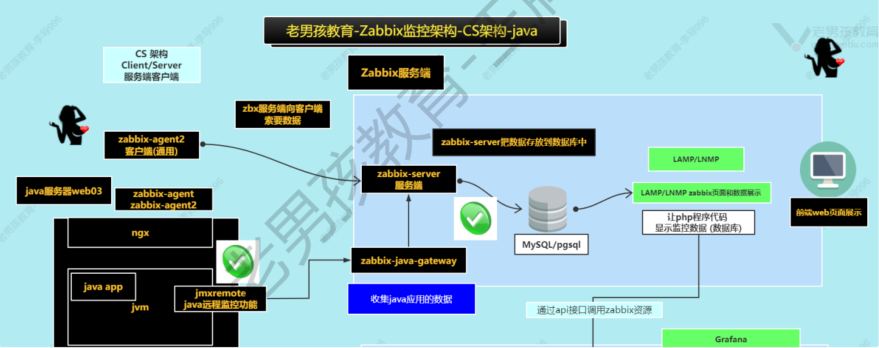 老男孩教育-Zabbix监控架构-CS架构-java
CS 架构
Client/Server
服务端客户端
Zabbix服务端
zbx服务端向客户端
索要数据
zabbix-agent2
客户端(通用)
zabbix-server把数据存放到数据库中
LAMP/LNMP
zabbix-server
服务端
java服务器web03
zabbix-agent
zabbix-agent2
LAMP/LNMP zabbix页面和数据展示
前端web页面展示
让php程序代码
显示监控数据 (数据库)
ngx
MySQL/pgsql
zabbix-java-gateway
java app
jvm
jmxremote
java远程监控功能
收集java应用的数据
通过api接口调用zabbix资源
Grafana